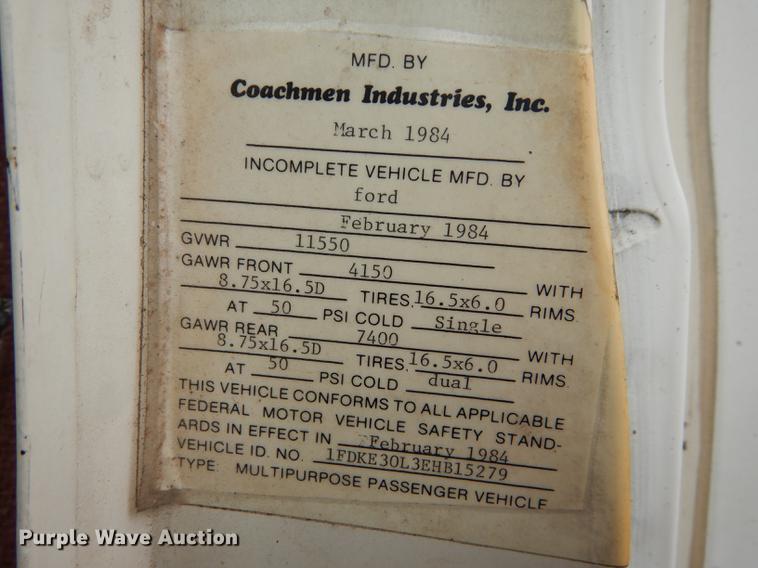 MFD. BY
Coachmen Industries, Inc.
March 1984
INCOMPLETE VEHICLE MFD. BY
ford
February 1984
GVWR 11550
GAWR FRONT 4150 WITH
8.75x16.5D TIRES, 16.5x6.0 RIMS
AT 50 PSI COLD Single
GAWR REAR 7400 WITH
8.75x16.5D TIRES. 16.5x6.0 RIMS
AT 50 PSI COLD dual
THIS VEHICLE CONFORMS TO ALL APPLICABLE
FEDERAL MOTOR VEHICLE SAFETY STAND-
ARDS IN EFFECT IN February 1984
VEHICLE ID. NO. 1FDKE30L3EHB15279
TYPE: MULTIPURPOSE PASSENGER VEHICLE
Purple Wave Auction